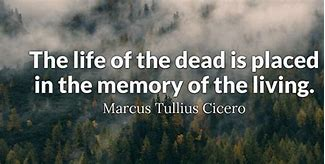 The life of the dead is placed
in the memory of the living.
Marcus Tullius Cicero